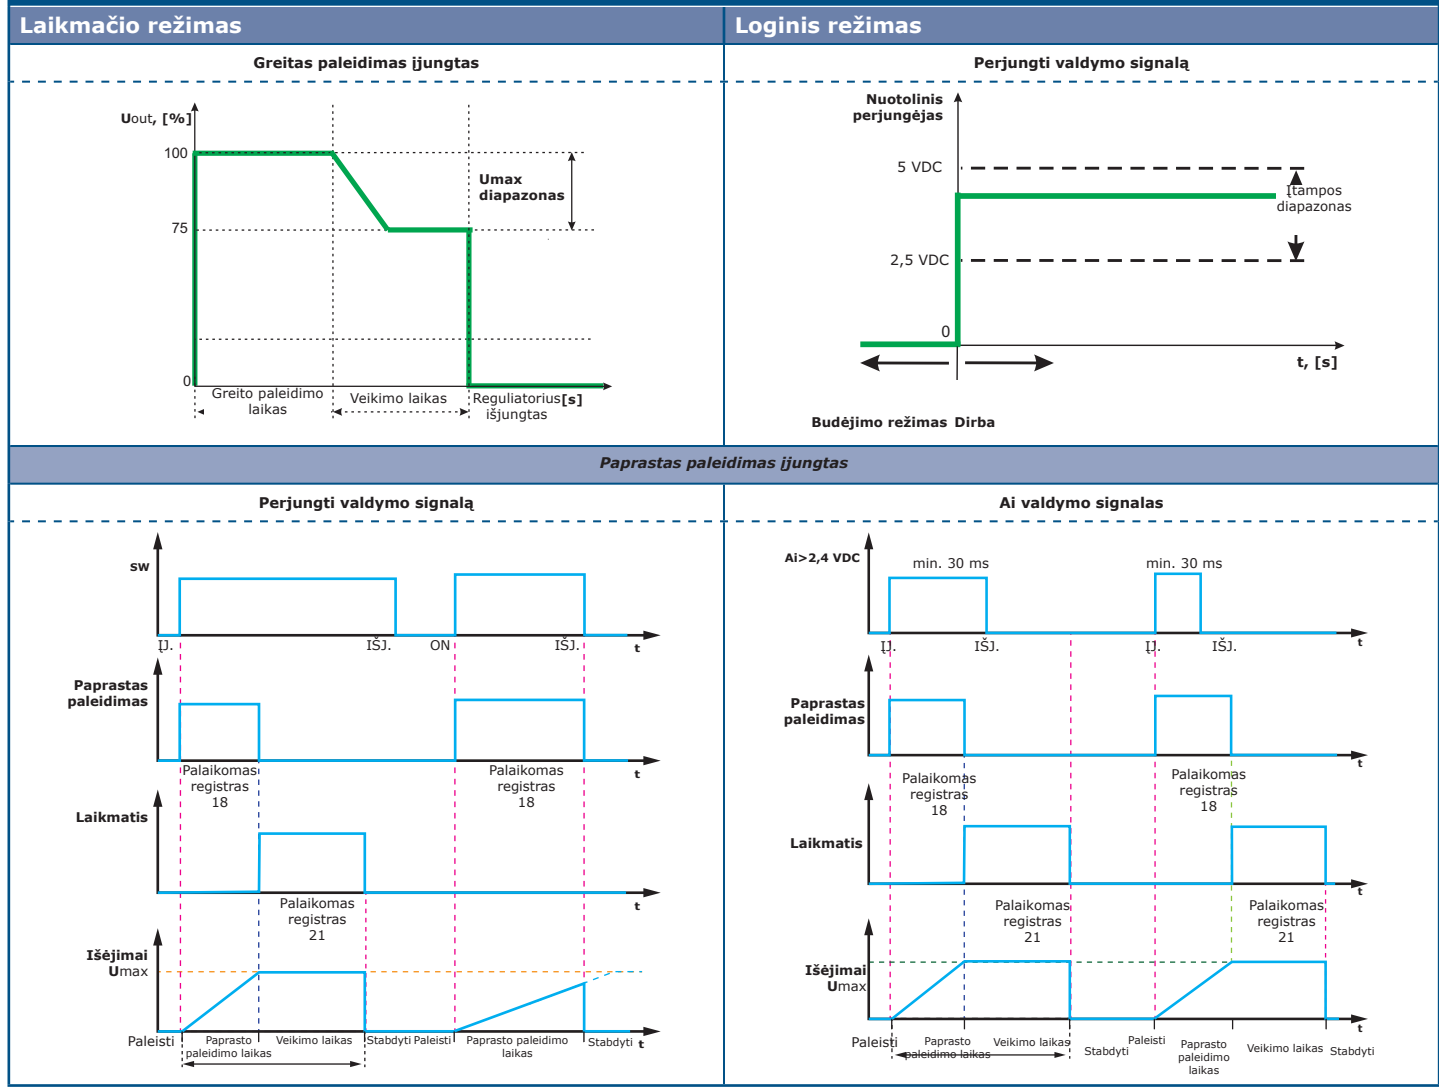 Laikmačio režimas
Loginis režimas
Greitas paleidimas įjungtas
Perjungti valdymo signalą
Uout, [%]
100
75
0
Umax
diapazonas
Greito paleidimo
laikas
Veikimo laikas
Reguliatorius
išjungtas
[s]
Nuotolinis
perjungėjas
5 VDC
2,5 VDC
0
Įtampos
diapazonas
t, [s]
Budėjimo režimas Dirba
Paprastas paleidimas įjungtas
Perjungti valdymo signalą
Ai valdymo signalas
SW
ĮJ.
IŠJ.
ON
IŠJ.
t
Paprastas
paleidimas
t
Palaikomas
registras
18
Palaikomas
registras
18
Laikmatis
t
Palaikomas
registras
21
Išėjimai
Umax
Paleisti
Paprasto
paleidimo laikas
Veikimo laikas
Stabdyti
Paleisti
Paprasto paleidimo
laikas
Stabdyti
t
Ai>2,4 VDC
min. 30 ms
min. 30 ms
ĮJ.
IŠJ.
ĮJ.
IŠJ.
t
Paprastas
paleidimas
t
Palaikomas
registras
18
Palaikomas
registras
18
Laikmatis
t
Palaikomas
registras
21
Palaikomas
registras
21
Išėjimai
Umax
t
Paleisti
Paprasto
paleidimo laikas
Veikimo laikas
Stabdyti
Paleisti
Paprasto
paleidimo
laikas
Veikimo laikas
Stabdyti